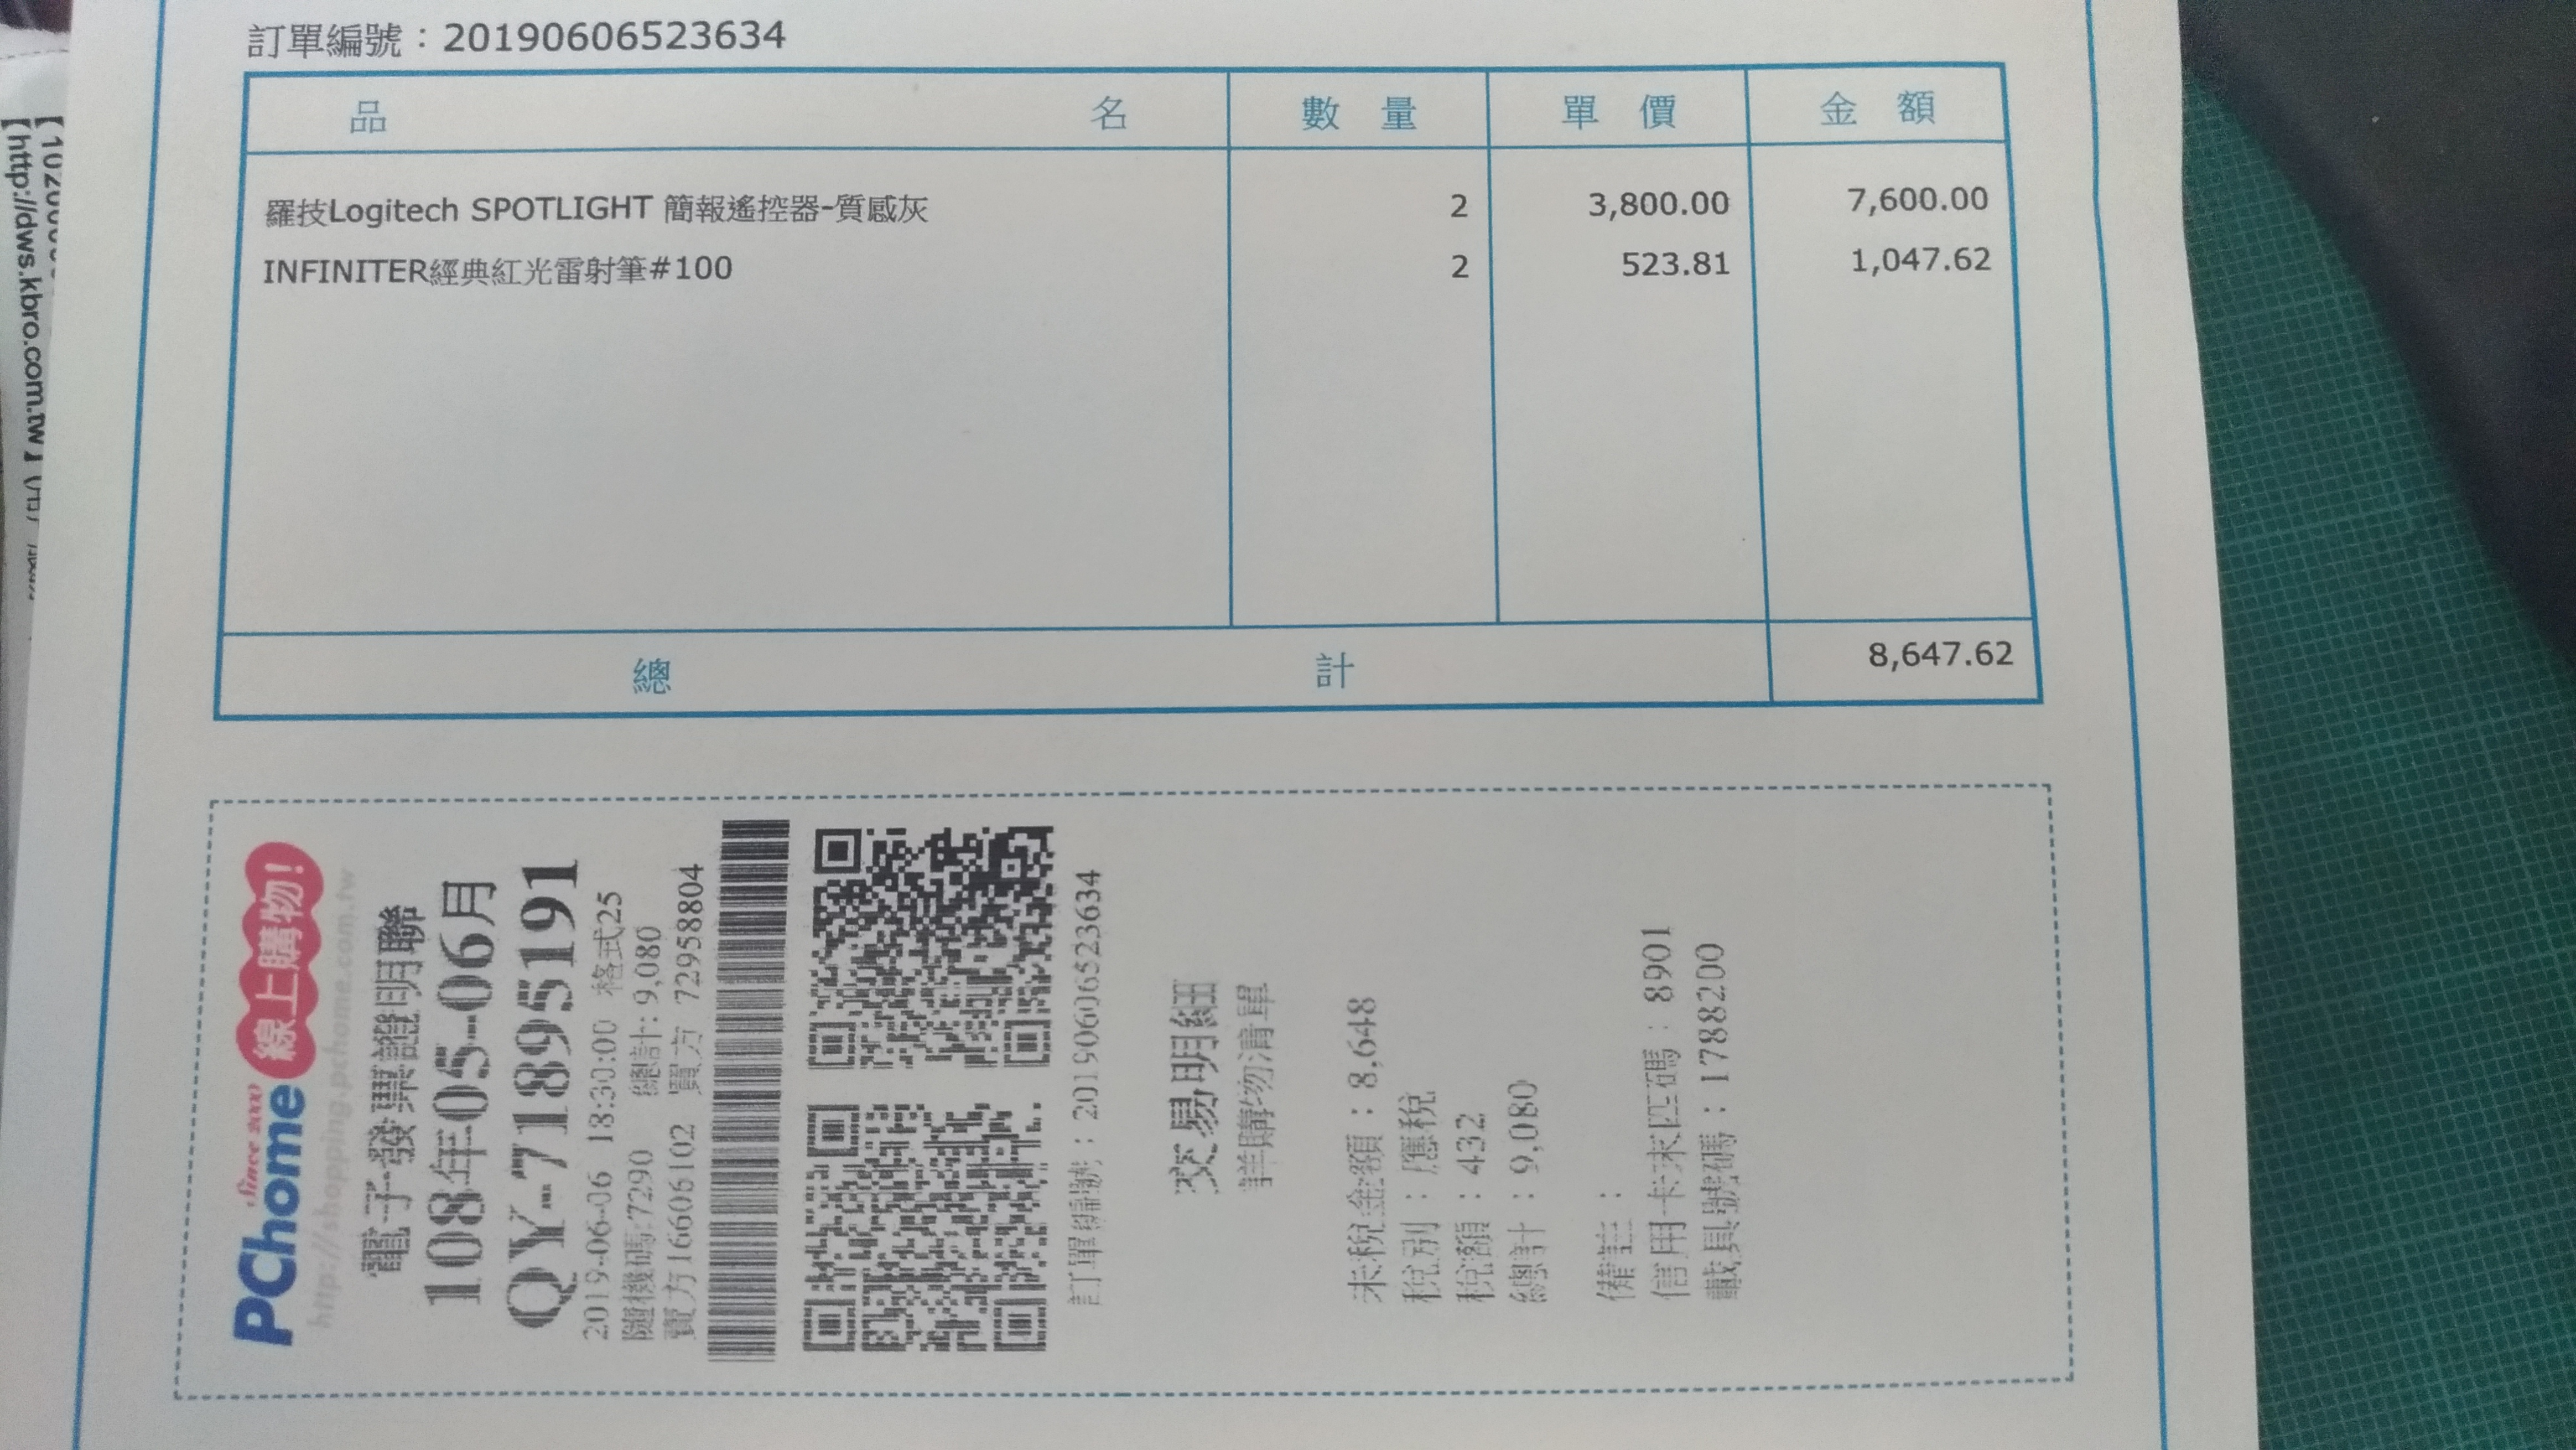 訂單編號：20190606523634
品 名 數 量 單 價 金 額
羅技Logitech SPOTLIGHT 簡報遙控器-質感灰 2 3,800.00 7,600.00
INFINITER經典紅光雷射筆#100 2 523.81 1,047.62
總 計 8,647.62
PChome since 2000 線上購物!
http://shopping.pchome.com.tw
電子發票證明聯
108年05-06月
QY-71895191
2019-06-06 18:30:00 格式25
隨機碼:7290 總計: 9,080
賣方16606102 買方 72958804
訂單編號：20190606523634
交易明細
詳購物清單
未稅金額：8,648
稅別：應稅
稅額：432
總計：9,080
備註：
信用卡末四碼：8901
載具號碼：1788200
【http://dws.kbro.com.tw】